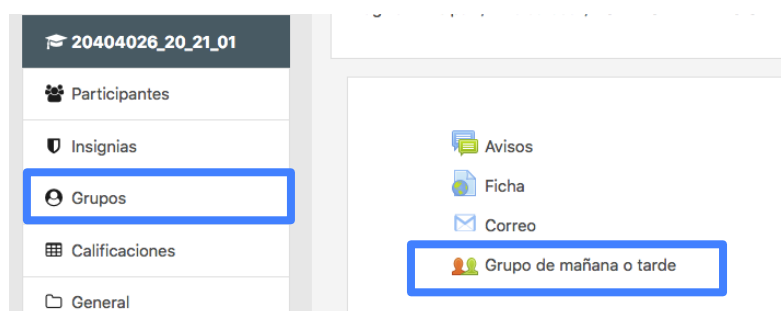 20404026_20_21_01
Participantes
Insignias
Grupos
Calificaciones
General
Avisos
Ficha
Correo
Grupo de mañana o tarde